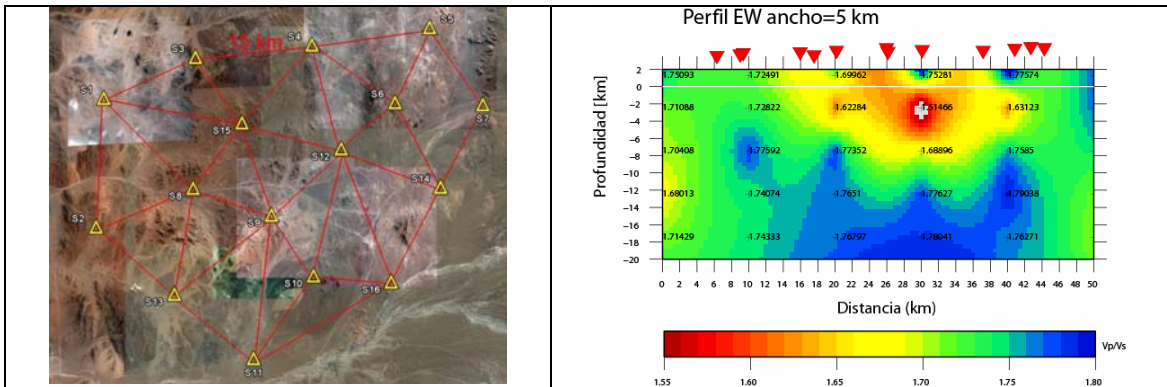 S5
S4
15 km
S3
S1
S6
S7
S15
S12
S14
S8
S9
S2
S10
S16
S13
S11
Perfil EW ancho=5 km
Profundidad [km]
2
0
−2
−4
−6
−8
−10
−12
−14
−16
−18
−20
1.75093 -1.72491 -1.69962 -1.75281 -1.77574
1.71088 -1.72822 -1.62284 1.51466 -1.63123
1.70408 -1.77592 -1.77352 -1.68896 -1.7585
1.68013 -1.74074 -1.7651 -1.77627 -1.79038
1.71429 -1.74333 -1.76797 -1.78041 -1.76271
0 2 4 6 8 10 12 14 16 18 20 22 24 26 28 30 32 34 36 38 40 42 44 46 48 50
Distancia (km)
Vp/Vs
1.55 1.60 1.65 1.70 1.75 1.80